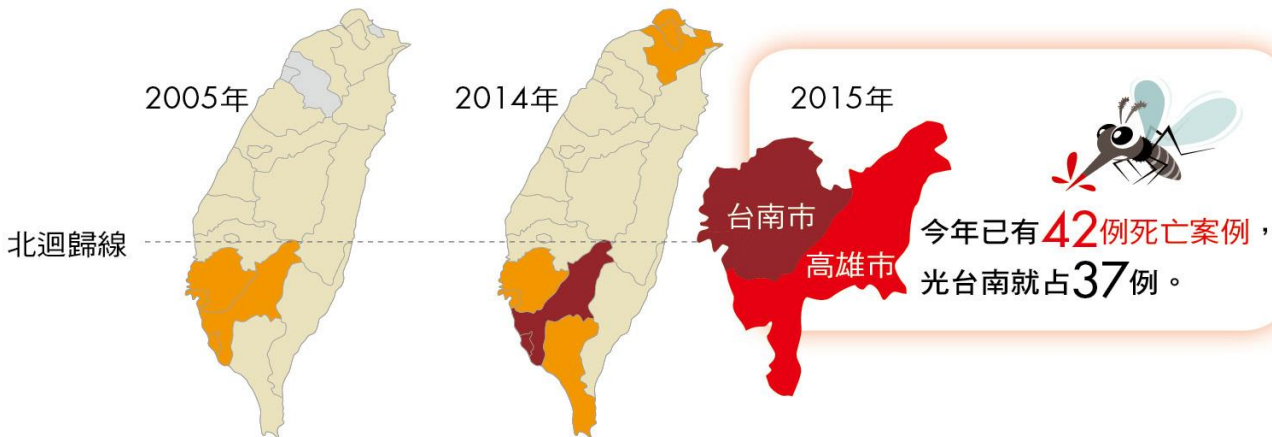 2005年
2014年
2015年
北迴歸線
台南市
高雄市
今年已有42例死亡案例，
光台南就占37例。